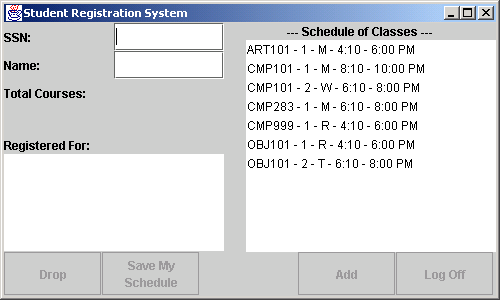 Student Registration System
SSN:
Name:
Total Courses:
Registered For:
Drop
Save My
Schedule
--- Schedule of Classes ---
ART101 - 1 - M - 4:10 - 6:00 PM
CMP101 - 1 - M - 8:10 - 10:00 PM
CMP101 - 2 - W - 6:10 - 8:00 PM
CMP283 - 1 - M - 6:10 - 8:00 PM
CMP999 - 1 - R - 4:10 - 6:00 PM
OBJ101 - 1 - R - 4:10 - 6:00 PM
OBJ101 - 2 - T - 6:10 - 8:00 PM
Add
Log Off